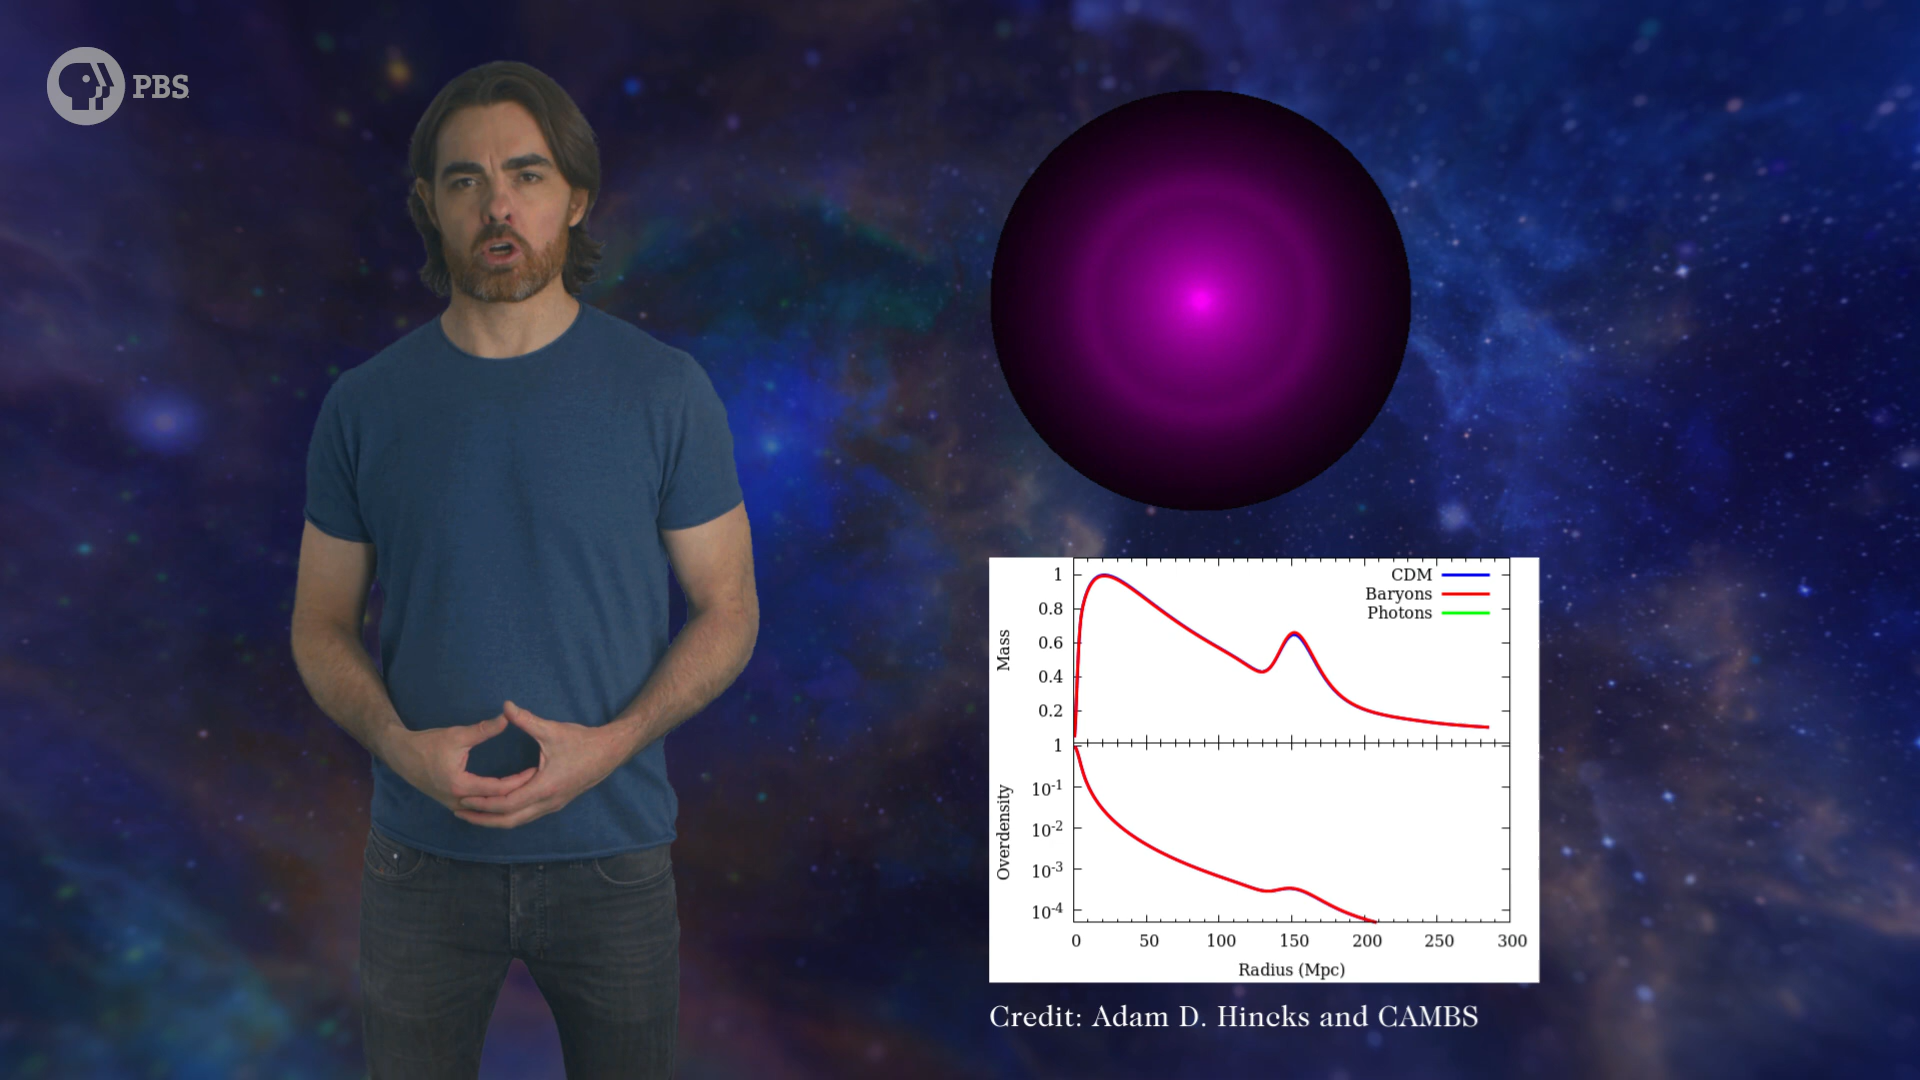 PBS
CDM
Baryons
Photons
Mass
1
0.8
0.6
0.4
0.2
Overdensity
1
10-1
10-2
10-3
10-4
0 50 100 150 200 250 300
Radius (Mpc)
Credit: Adam D. Hincks and CAMBS